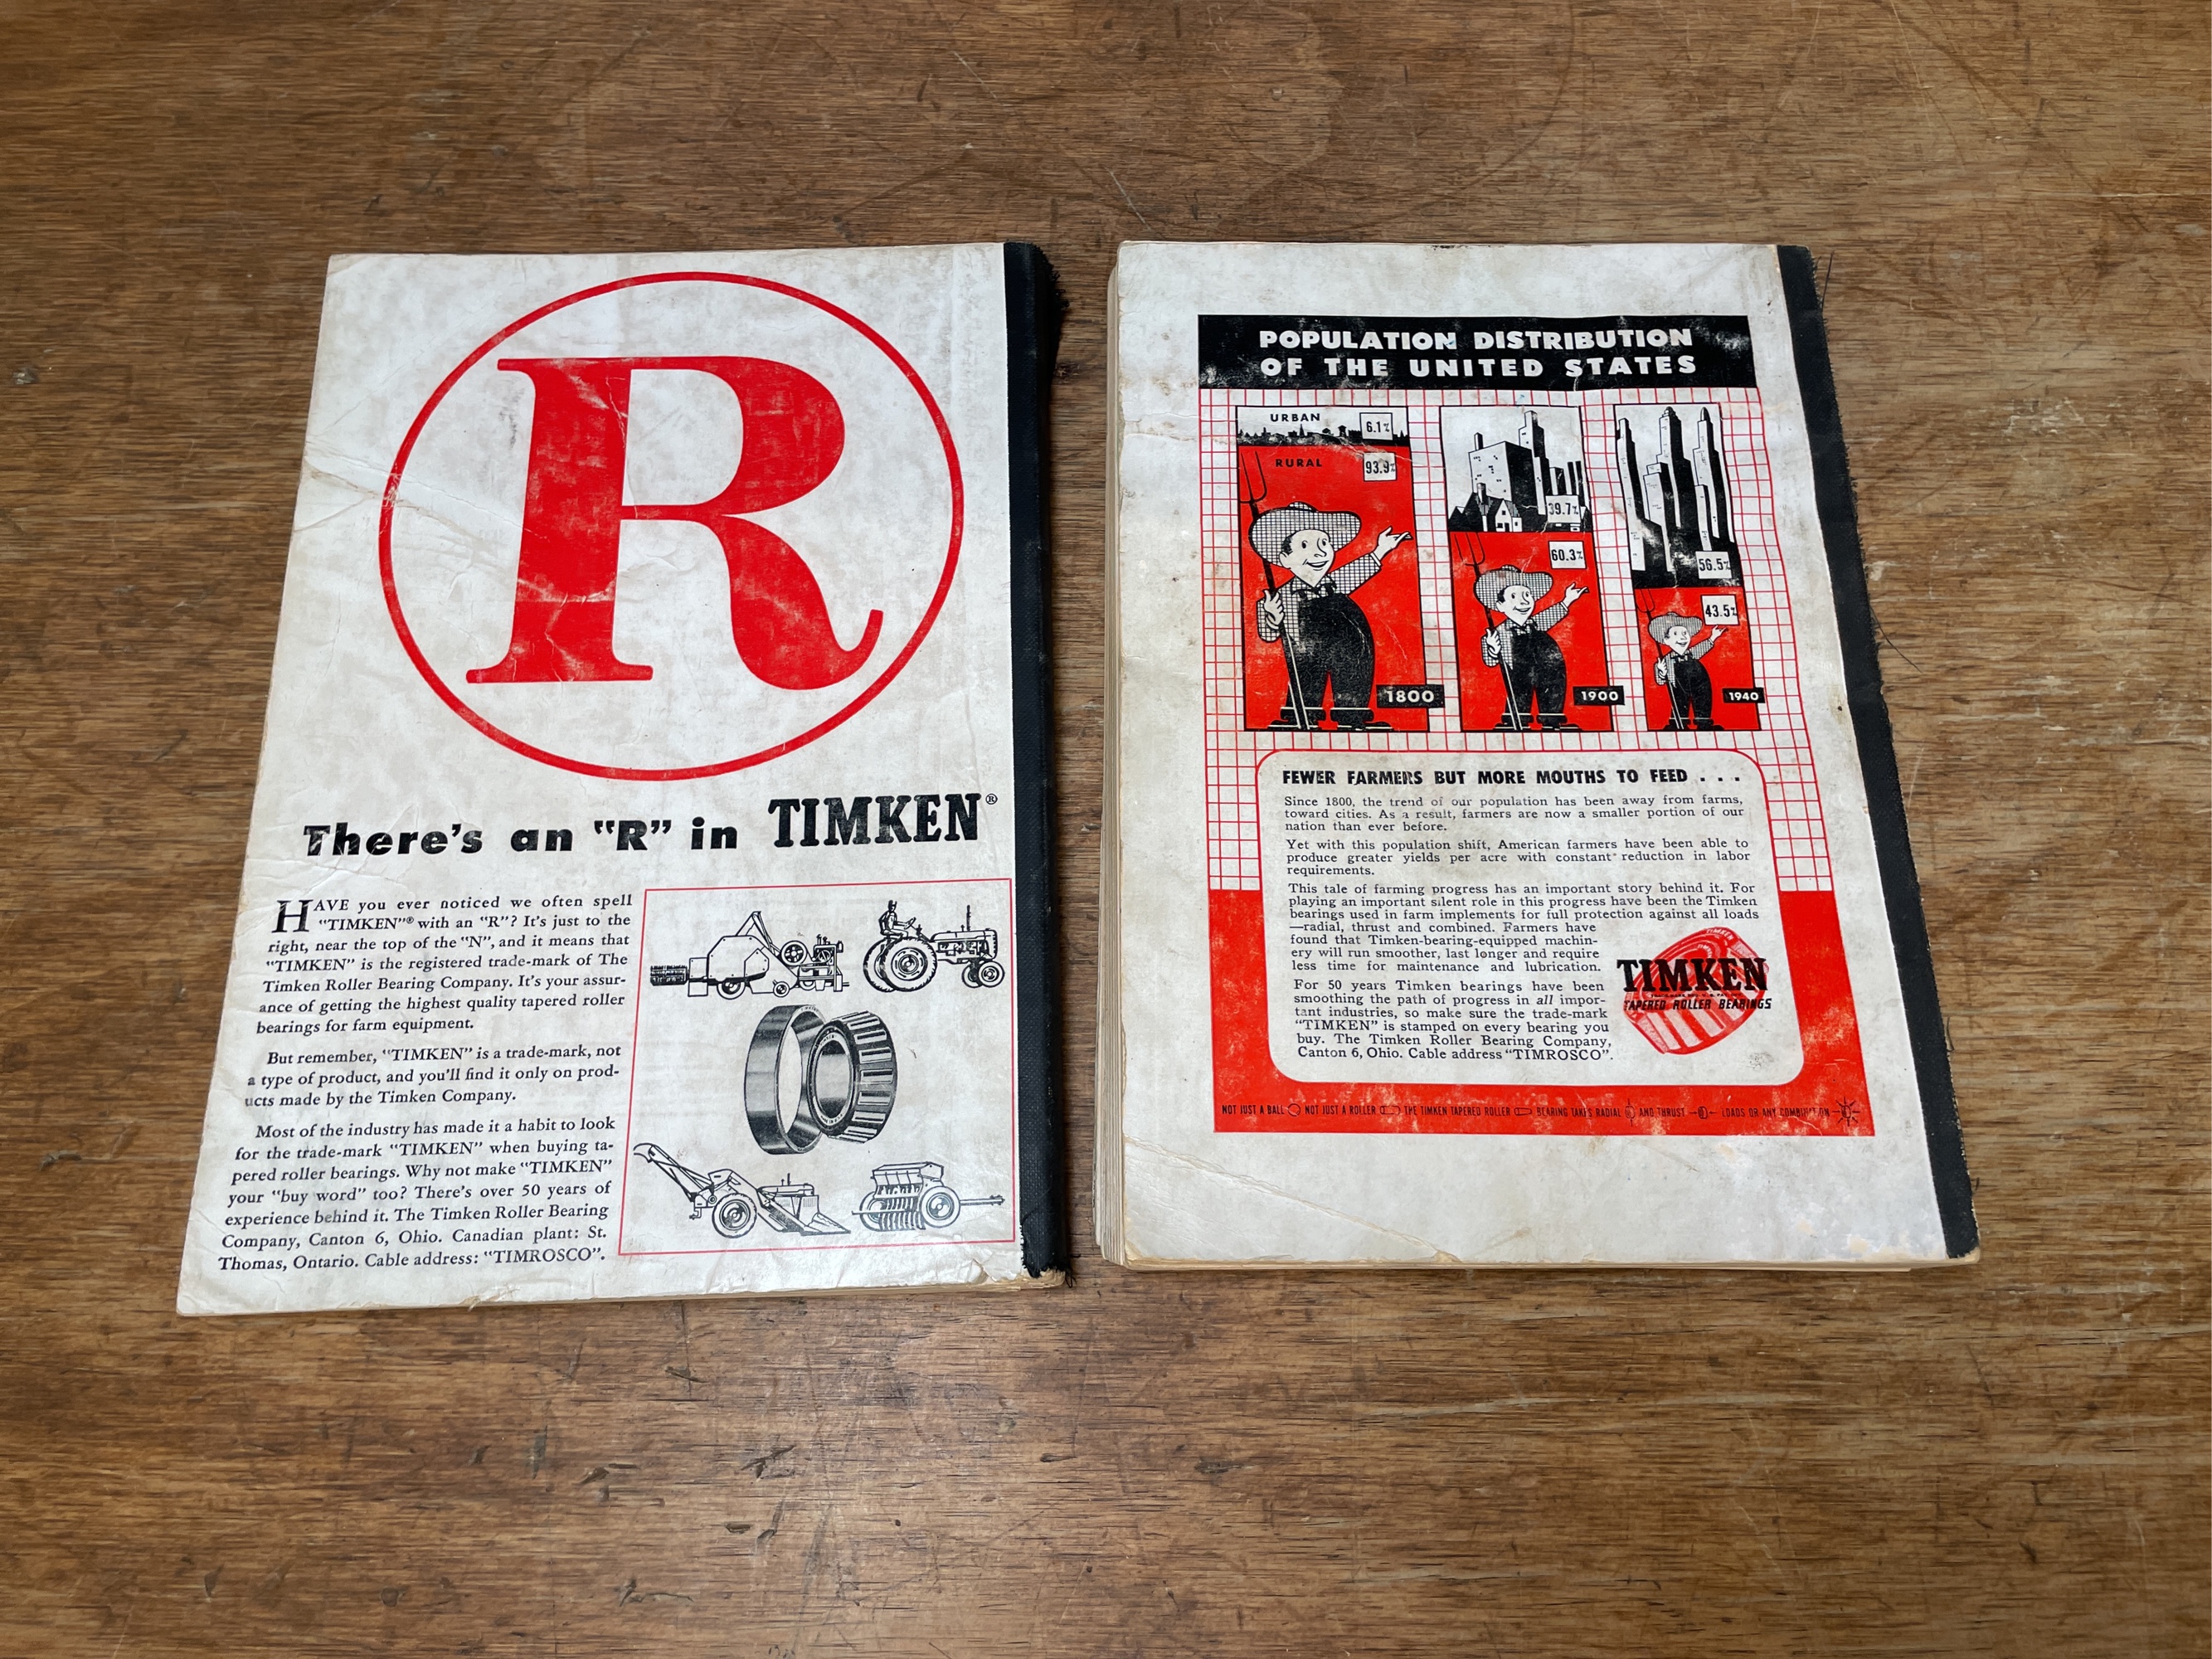 R
There's an "R" in TIMKEN®
HAVE you ever noticed we often spell
"TIMKEN"® with an "R"? It's just to the
right, near the top of the "N", and it means that
"TIMKEN" is the registered trade-mark of The
Timken Roller Bearing Company. It's your assur-
ance of getting the highest quality tapered roller
bearings for farm equipment.
But remember, "TIMKEN" is a trade-mark, not
a type of product, and you'll find it only on prod-
ucts made by the Timken Company.
Most of the industry has made it a habit to look
for the trade-mark "TIMKEN" when buying ta-
pered roller bearings. Why not make "TIMKEN"
your "buy word" too? There's over 50 years of
experience behind it. The Timken Roller Bearing
Company, Canton 6, Ohio. Canadian plant: St.
Thomas, Ontario. Cable address: "TIMROSCO".
POPULATION DISTRIBUTION
OF THE UNITED STATES
URBAN 6.1%
RURAL 93.9%
1800
39.7%
60.3%
1900
56.5%
43.5%
1940
FEWER FARMERS BUT MORE MOUTHS TO FEED . . .
Since 1800, the trend of our population has been away from farms,
toward cities. As a result, farmers are now a smaller portion of our
nation than ever before.
Yet with this population shift, American farmers have been able to
produce greater yields per acre with constant reduction in labor
requirements.
This tale of farming progress has an important story behind it. For
playing an important silent role in this progress have been the Timken
bearings used in farm implements for full protection against all loads
—radial, thrust and combined. Farmers have
found that Timken-bearing-equipped machin-
ery will run smoother, last longer and require
less time for maintenance and lubrication.
For 50 years Timken bearings have been
smoothing the path of progress in all impor-
tant industries, so make sure the trade-mark
"TIMKEN" is stamped on every bearing you
buy. The Timken Roller Bearing Company,
Canton 6, Ohio. Cable address "TIMROSCO".
TIMKEN
TAPERED ROLLER BEARINGS
NOT JUST A BALL NOT JUST A ROLLER THE TIMKEN TAPERED ROLLER BEARING TAKES RADIAL AND THRUST LOADS OR ANY COMBINATION